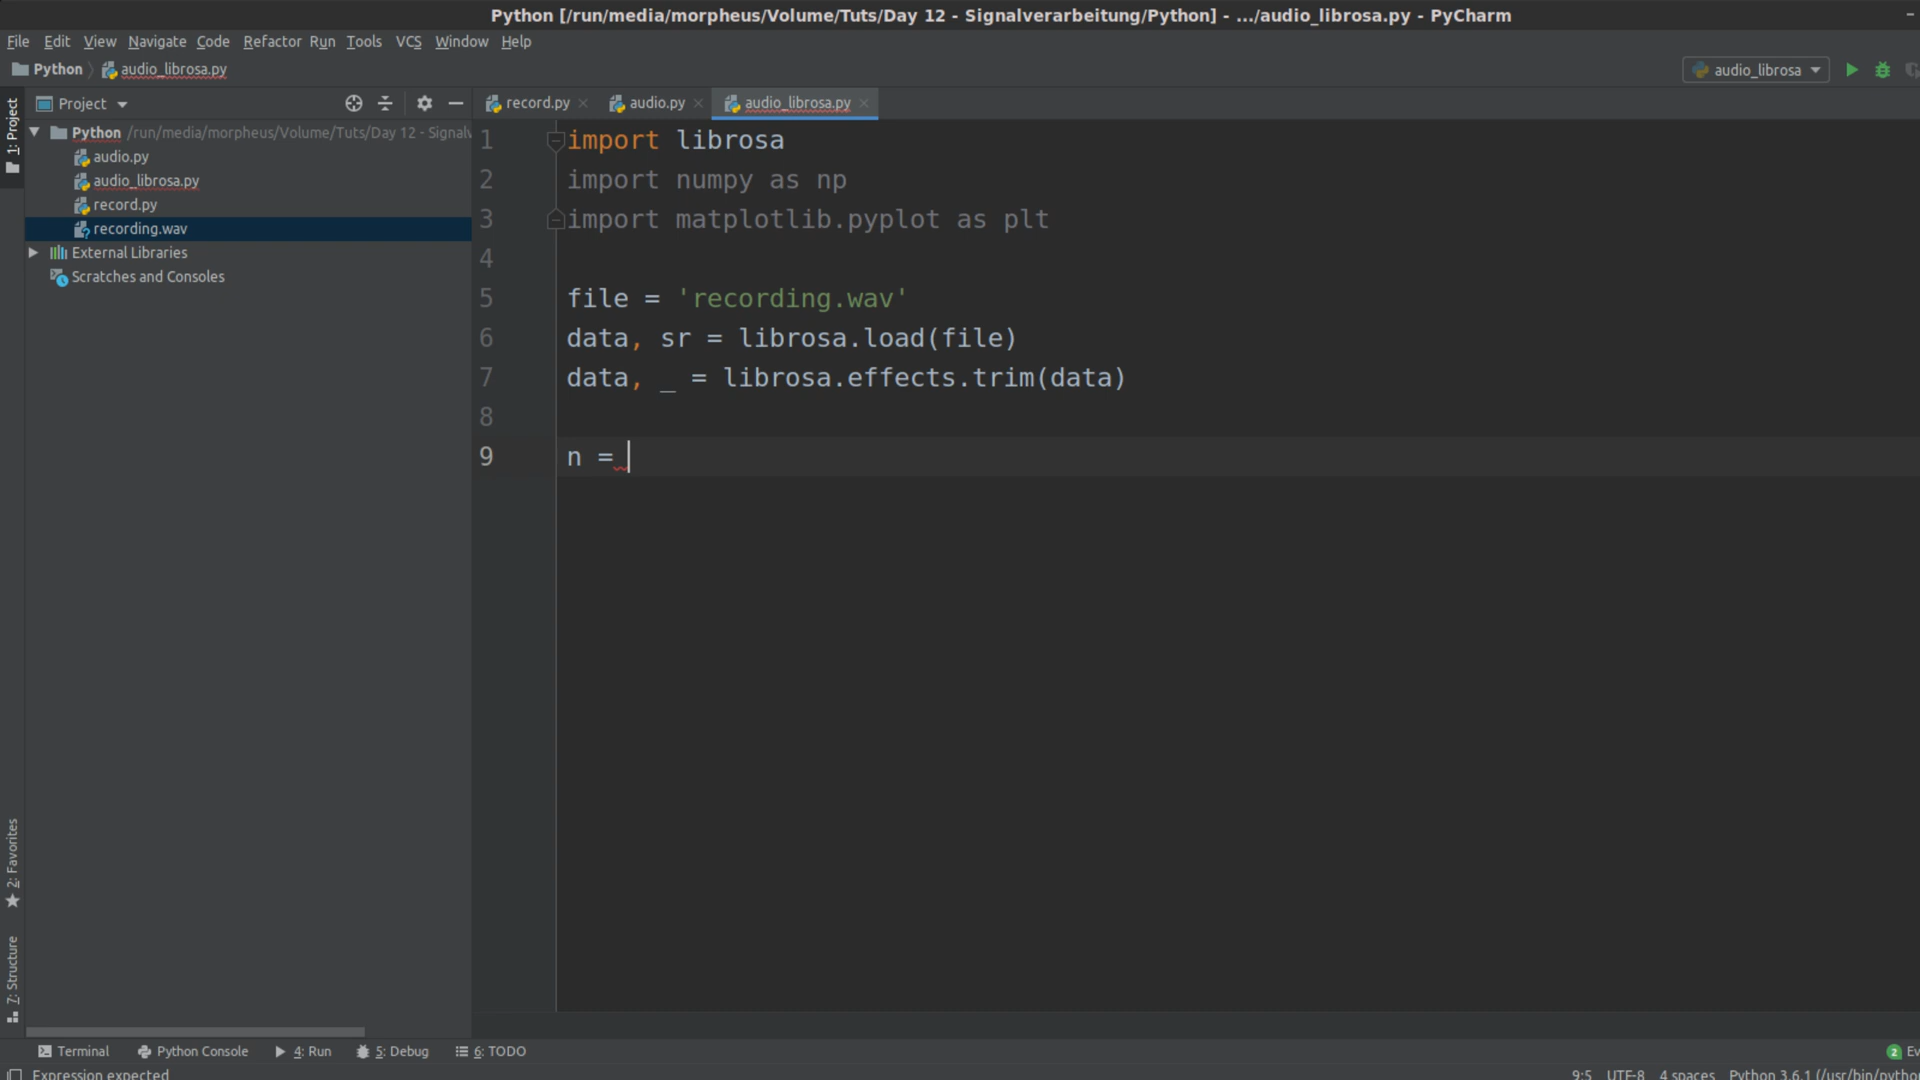 Python [/run/media/morpheus/Volume/Tuts/Day 12 - Signalverarbeitung/Python] - .../audio_librosa.py - PyCharm
File Edit View Navigate Code Refactor Run Tools VCS Window Help
Python audio_librosa.py
audio_librosa
1: Project
Project
record.py audio.py audio_librosa.py
Python /run/media/morpheus/Volume/Tuts/Day 12 - Signalv
audio.py
audio_librosa.py
record.py
recording.wav
External Libraries
Scratches and Consoles
1 import librosa
2 import numpy as np
3 import matplotlib.pyplot as plt
4
5 file = 'recording.wav'
6 data, sr = librosa.load(file)
7 data, _ = librosa.effects.trim(data)
8
9 n =
2: Favorites
7: Structure
Terminal Python Console 4: Run 5: Debug 6: TODO
2 Ev
Expression expected
9:5 UTF-8 4 spaces Python 3.6.1 (/usr/bin/python